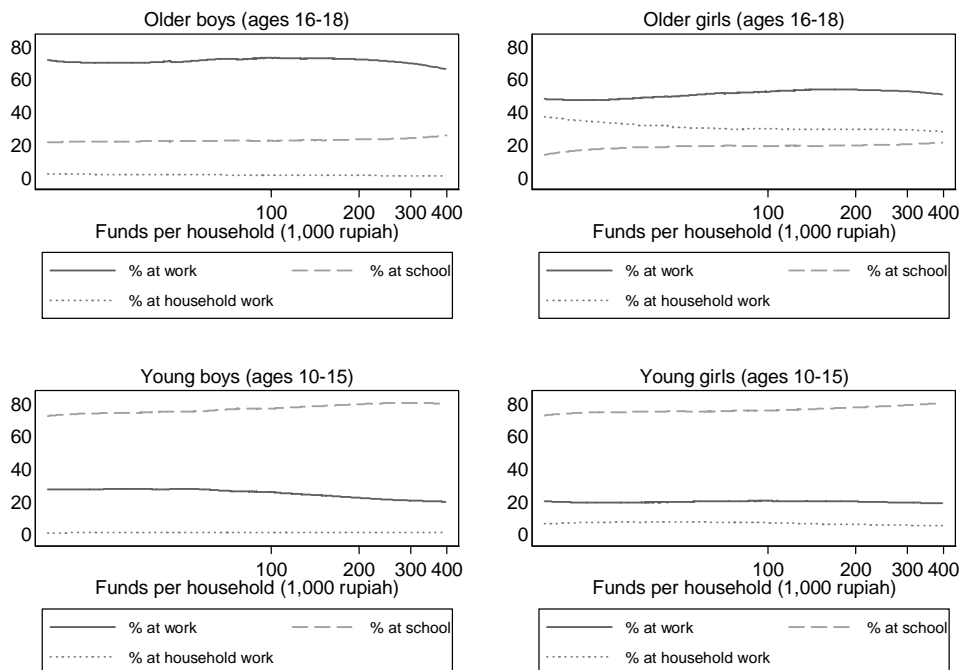 Older boys (ages 16-18)
80
60
40
20
0
100 200 300 400
Funds per household (1,000 rupiah)
% at work % at school
% at household work
Older girls (ages 16-18)
80
60
40
20
0
100 200 300 400
Funds per household (1,000 rupiah)
% at work % at school
% at household work
Young boys (ages 10-15)
80
60
40
20
0
100 200 300 400
Funds per household (1,000 rupiah)
% at work % at school
% at household work
Young girls (ages 10-15)
80
60
40
20
0
100 200 300 400
Funds per household (1,000 rupiah)
% at work % at school
% at household work